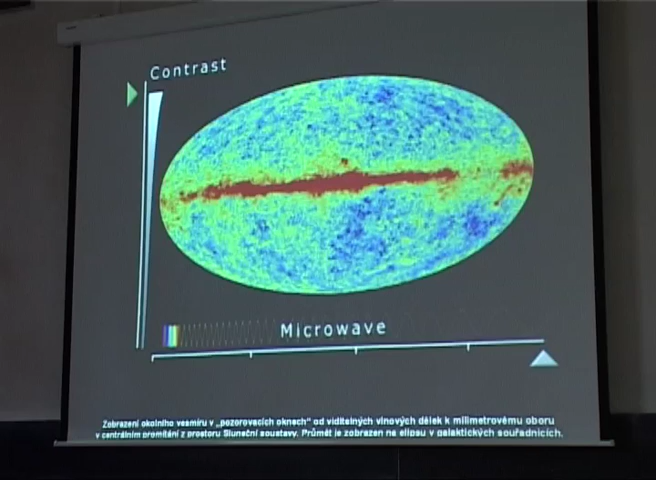 Contrast
Microwave
Zobrazení okolního vesmíru v „pozorovacích oknech“ od viditelných vlnových délek k milimetrovému oboru
v centrálním promítání z prostoru Sluneční soustavy. Průmět je zobrazen na elipsu v galaktických souřadnicích.